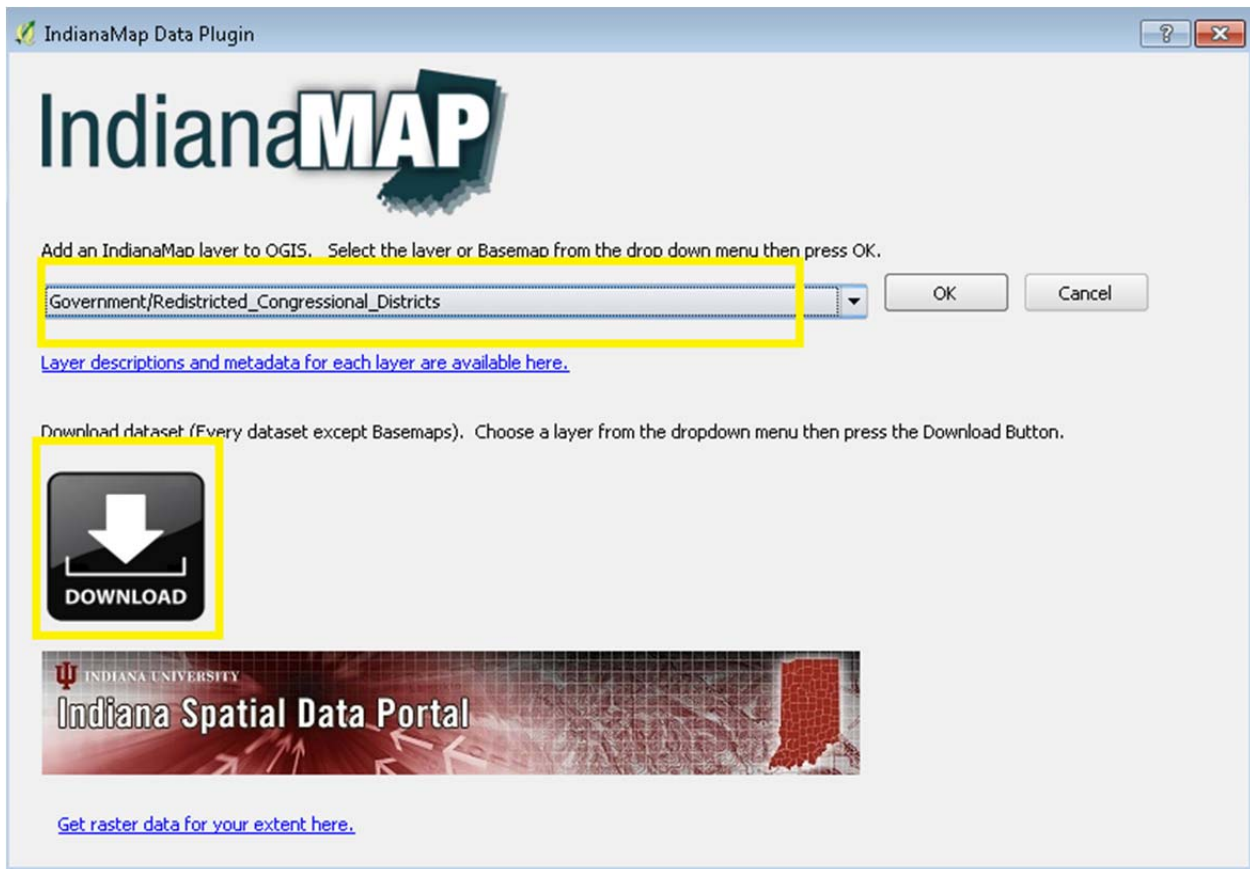 IndianaMap Data Plugin
IndianaMAP
Add an IndianaMap layer to QGIS. Select the layer or Basemap from the drop down menu then press OK.
Government/Redistricted_Congressional_Districts
OK
Cancel
Layer descriptions and metadata for each layer are available here.
Download dataset (Every dataset except Basemaps). Choose a layer from the dropdown menu then press the Download Button.
DOWNLOAD
INDIANA UNIVERSITY
Indiana Spatial Data Portal
Get raster data for your extent here.